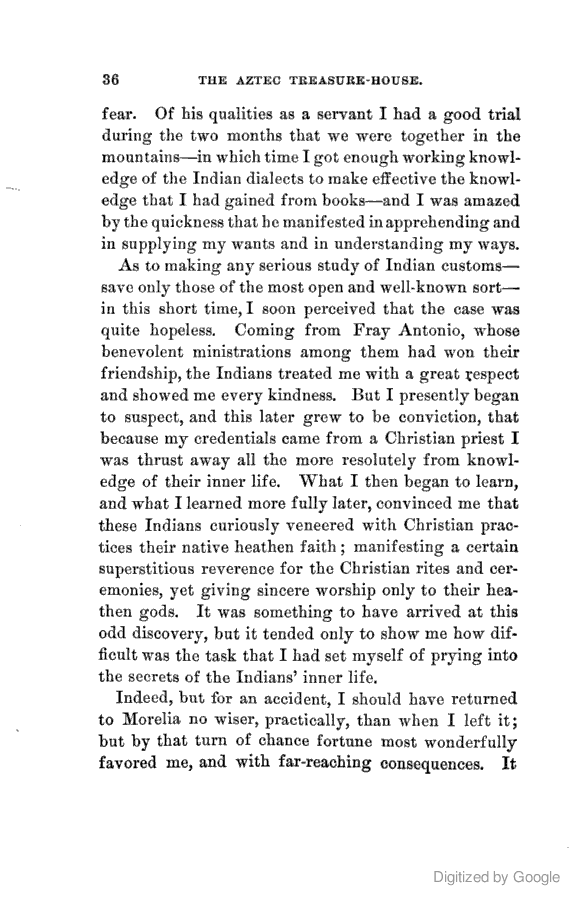 36 THE AZTEC TREASURE-HOUSE.
fear. Of his qualities as a servant I had a good trial
during the two months that we were together in the
mountains—in which time I got enough working knowl-
edge of the Indian dialects to make effective the knowl-
edge that I had gained from books—and I was amazed
by the quickness that he manifested in apprehending and
in supplying my wants and in understanding my ways.
As to making any serious study of Indian customs—
save only those of the most open and well-known sort—
in this short time, I soon perceived that the case was
quite hopeless. Coming from Fray Antonio, whose
benevolent ministrations among them had won their
friendship, the Indians treated me with a great respect
and showed me every kindness. But I presently began
to suspect, and this later grew to be conviction, that
because my credentials came from a Christian priest I
was thrust away all the more resolutely from knowl-
edge of their inner life. What I then began to learn,
and what I learned more fully later, convinced me that
these Indians curiously veneered with Christian prac-
tices their native heathen faith; manifesting a certain
superstitious reverence for the Christian rites and cer-
emonies, yet giving sincere worship only to their hea-
then gods. It was something to have arrived at this
odd discovery, but it tended only to show me how dif-
ficult was the task that I had set myself of prying into
the secrets of the Indians' inner life.
Indeed, but for an accident, I should have returned
to Morelia no wiser, practically, than when I left it;
but by that turn of chance fortune most wonderfully
favored me, and with far-reaching consequences. It
Digitized by Google